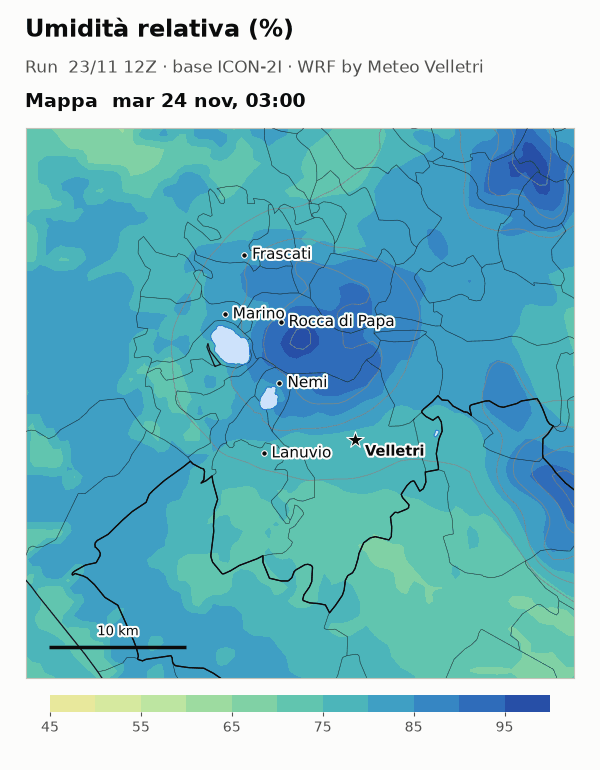 Umidità relativa (%)
Run  23/11 12Z · base ICON-2I · WRF by Meteo Velletri
Mappa  mar 24 nov, 03:00
Frascati
Marino
Rocca di Papa
Nemi
Velletri
Lanuvio
10 km
45 55 65 75 85 95